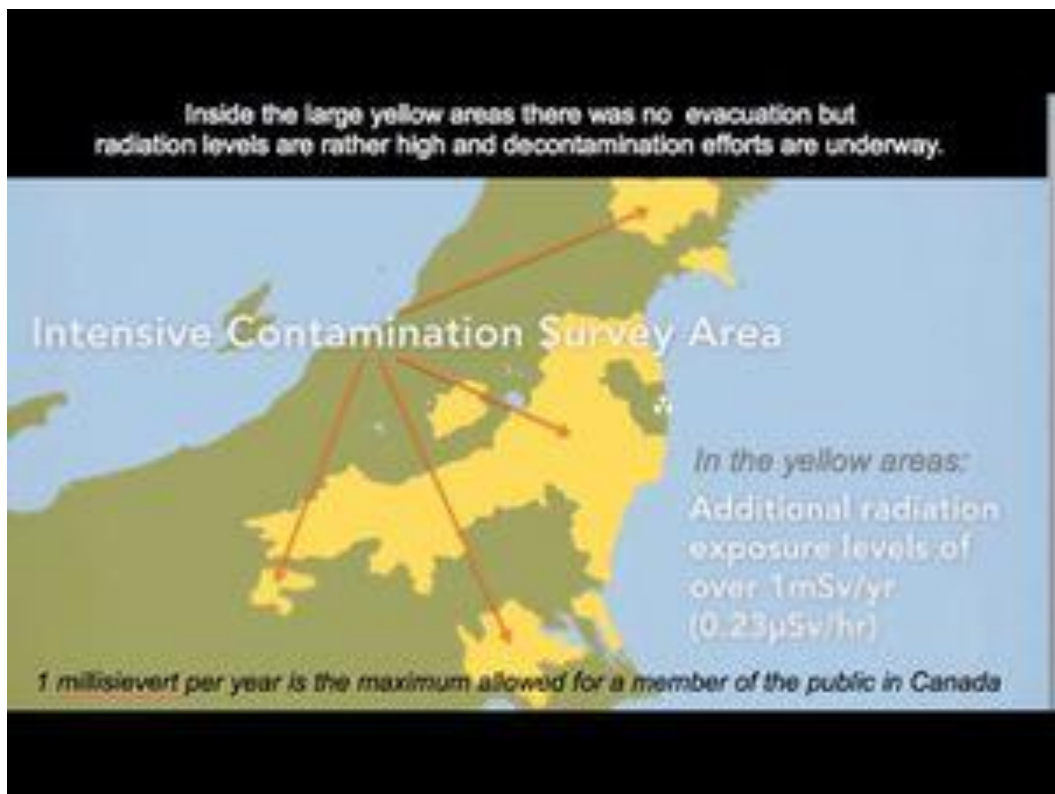 Inside the large yellow areas there was no evacuation but
radiation levels are rather high and decontamination efforts are underway.
Intensive Contamination Survey Area
In the yellow areas:
Additional radiation
exposure levels of
over 1mSv/yr
(0.23µSv/hr)
1 millisievert per year is the maximum allowed for a member of the public in Canada